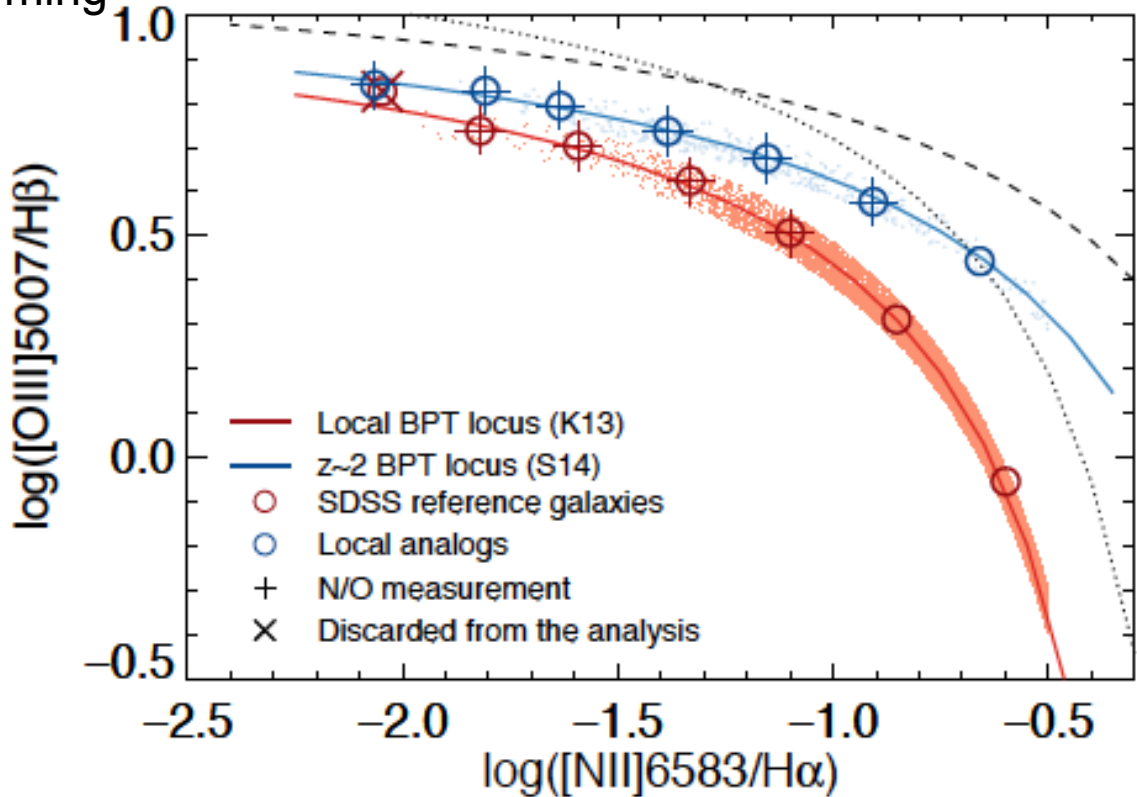 1.0
0.5
0.0
−0.5
log([OIII]5007/Hβ)
Local BPT locus (K13)
z~2 BPT locus (S14)
SDSS reference galaxies
Local analogs
N/O measurement
Discarded from the analysis
−2.5 −2.0 −1.5 −1.0 −0.5
log([NII]6583/Hα)